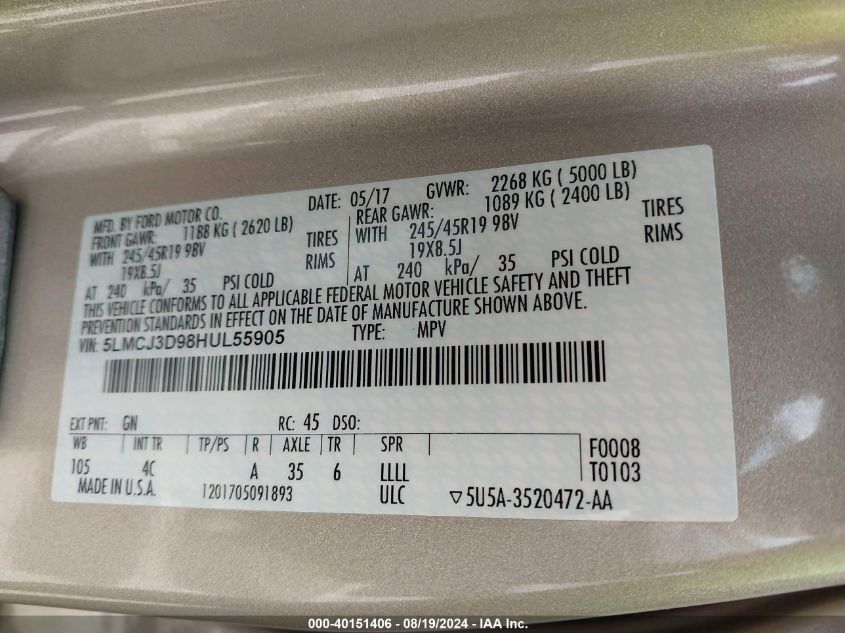 MFD. BY FORD MOTOR CO. DATE: 05/17 GVWR: 2268 KG ( 5000 LB)
FRONT GAWR: 1188 KG ( 2620 LB) REAR GAWR: 1089 KG ( 2400 LB)
WITH 245/45R19 98V TIRES WITH 245/45R19 98V TIRES
19X8.5J RIMS 19X8.5J RIMS
AT 240 kPa/ 35 PSI COLD AT 240 kPa/ 35 PSI COLD
THIS VEHICLE CONFORMS TO ALL APPLICABLE FEDERAL MOTOR VEHICLE SAFETY AND THEFT
PREVENTION STANDARDS IN EFFECT ON THE DATE OF MANUFACTURE SHOWN ABOVE.
VIN: 5LMCJ3D98HUL55905 TYPE: MPV
EXT PNT: GN RC: 45 DSO:
WB INT TR TP/PS R AXLE TR SPR F0008
105 4C A 35 6 LLLL T0103
MADE IN U.S.A. 1201705091893 ULC ▽5U5A-3520472-AA
000-40151406 - 08/19/2024 - IAA Inc.